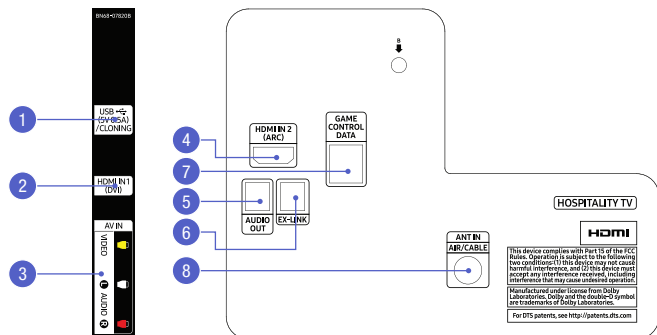 BN68-07820B
1
USB
(5V 0.5A)
/CLONING
2
HDMI IN 1
(DVI)
AV IN
VIDEO
3
L AUDIO R
B
4
HDMI IN 2
(ARC)
GAME
CONTROL
DATA
7
5
AUDIO
OUT
EX-LINK
6
ANT IN
AIR/CABLE
8
HOSPITALITY TV
HDMI
This device complies with Part 15 of the FCC
Rules. Operation is subject to the following
two conditions:(1) this device may not cause
harmful interference, and (2) this device must
accept any interference received, including
interference that may cause undesired operation.
Manufactured under license from Dolby
Laboratories. Dolby and the double-D symbol
are trademarks of Dolby Laboratories.
For DTS patents, see http://patents.dts.com